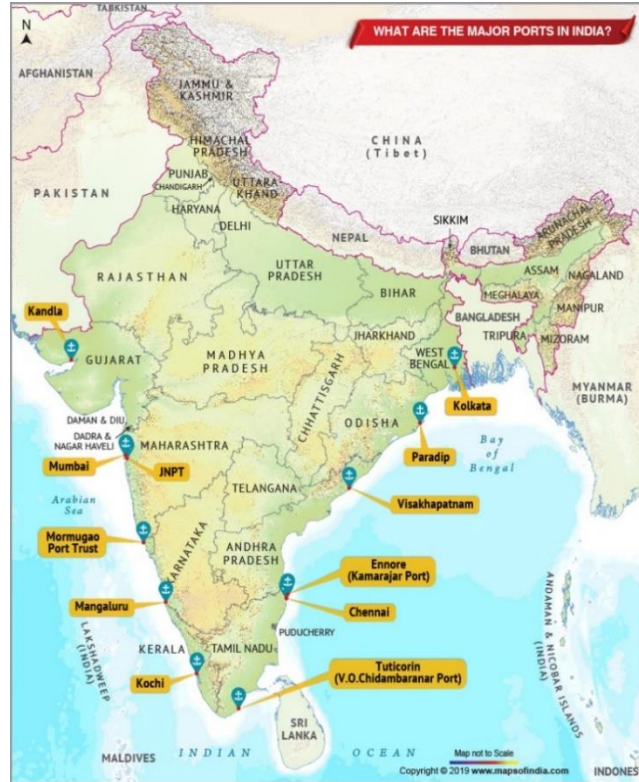 TABKISTAN
N
WHAT ARE THE MAJOR PORTS IN INDIA?
AFGHANISTAN
JAMMU &
KASHMIR
CHINA
(Tibet)
HIMACHAL
PRADESH
PUNJAB
CHANDIGARH
UTTARA
KHAND
PAKISTAN
HARYANA
DELHI
SIKKIM
ARUNACHAL
PRADESH
NEPAL
BHUTAN
RAJASTHAN
UTTAR
PRADESH
ASSAM
NAGALAND
BIHAR
MEGHALAYA
MANIPUR
BANGLADESH
Kandla
JHARKHAND
TRIPURA
MIZORAM
GUJARAT
MADHYA
PRADESH
WEST
BENGAL
CHHATTISGARH
MYANMAR
(BURMA)
Kolkata
DAMAN & DIU
ODISHA
DADRA &
NAGAR HAVELI
Paradip
Bay
of
Bengal
MAHARASHTRA
Mumbai
JNPT
TELANGANA
Visakhapatnam
Arabian
Sea
Mormugao
Port Trust
KARNATAKA
ANDHRA
PRADESH
Ennore
(Kamarajar Port)
Mangaluru
Chennai
ANDAMAN & NICOBAR ISLANDS
(INDIA)
LAKSHADWEEP
(INDIA)
PUDUCHERRY
KERALA
TAMIL NADU
Kochi
Tuticorin
(V.O.Chidambaranar Port)
SRI
LANKA
MALDIVES
INDIAN OCEAN
Map not to Scale
Copyright © 2019 www.mapsofindia.com
INDONES